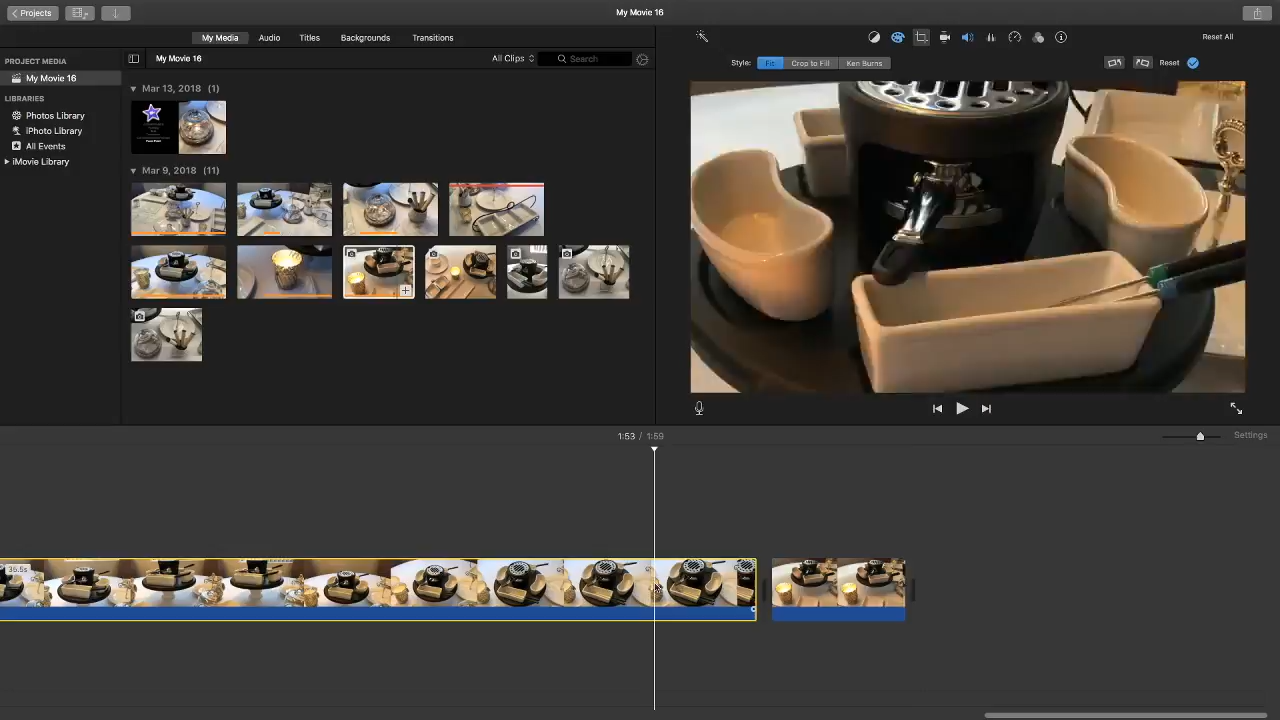 Projects
My Movie 16
My Media
Audio
Titles
Backgrounds
Transitions
Reset All
PROJECT MEDIA
My Movie 16
LIBRARIES
Photos Library
iPhoto Library
All Events
iMovie Library
My Movie 16
All Clips
Search
Style:
Fit
Crop to Fill
Ken Burns
Reset
Mar 13, 2018 (1)
Mar 9, 2018 (11)
1:53 / 1:59
Settings
36.5s